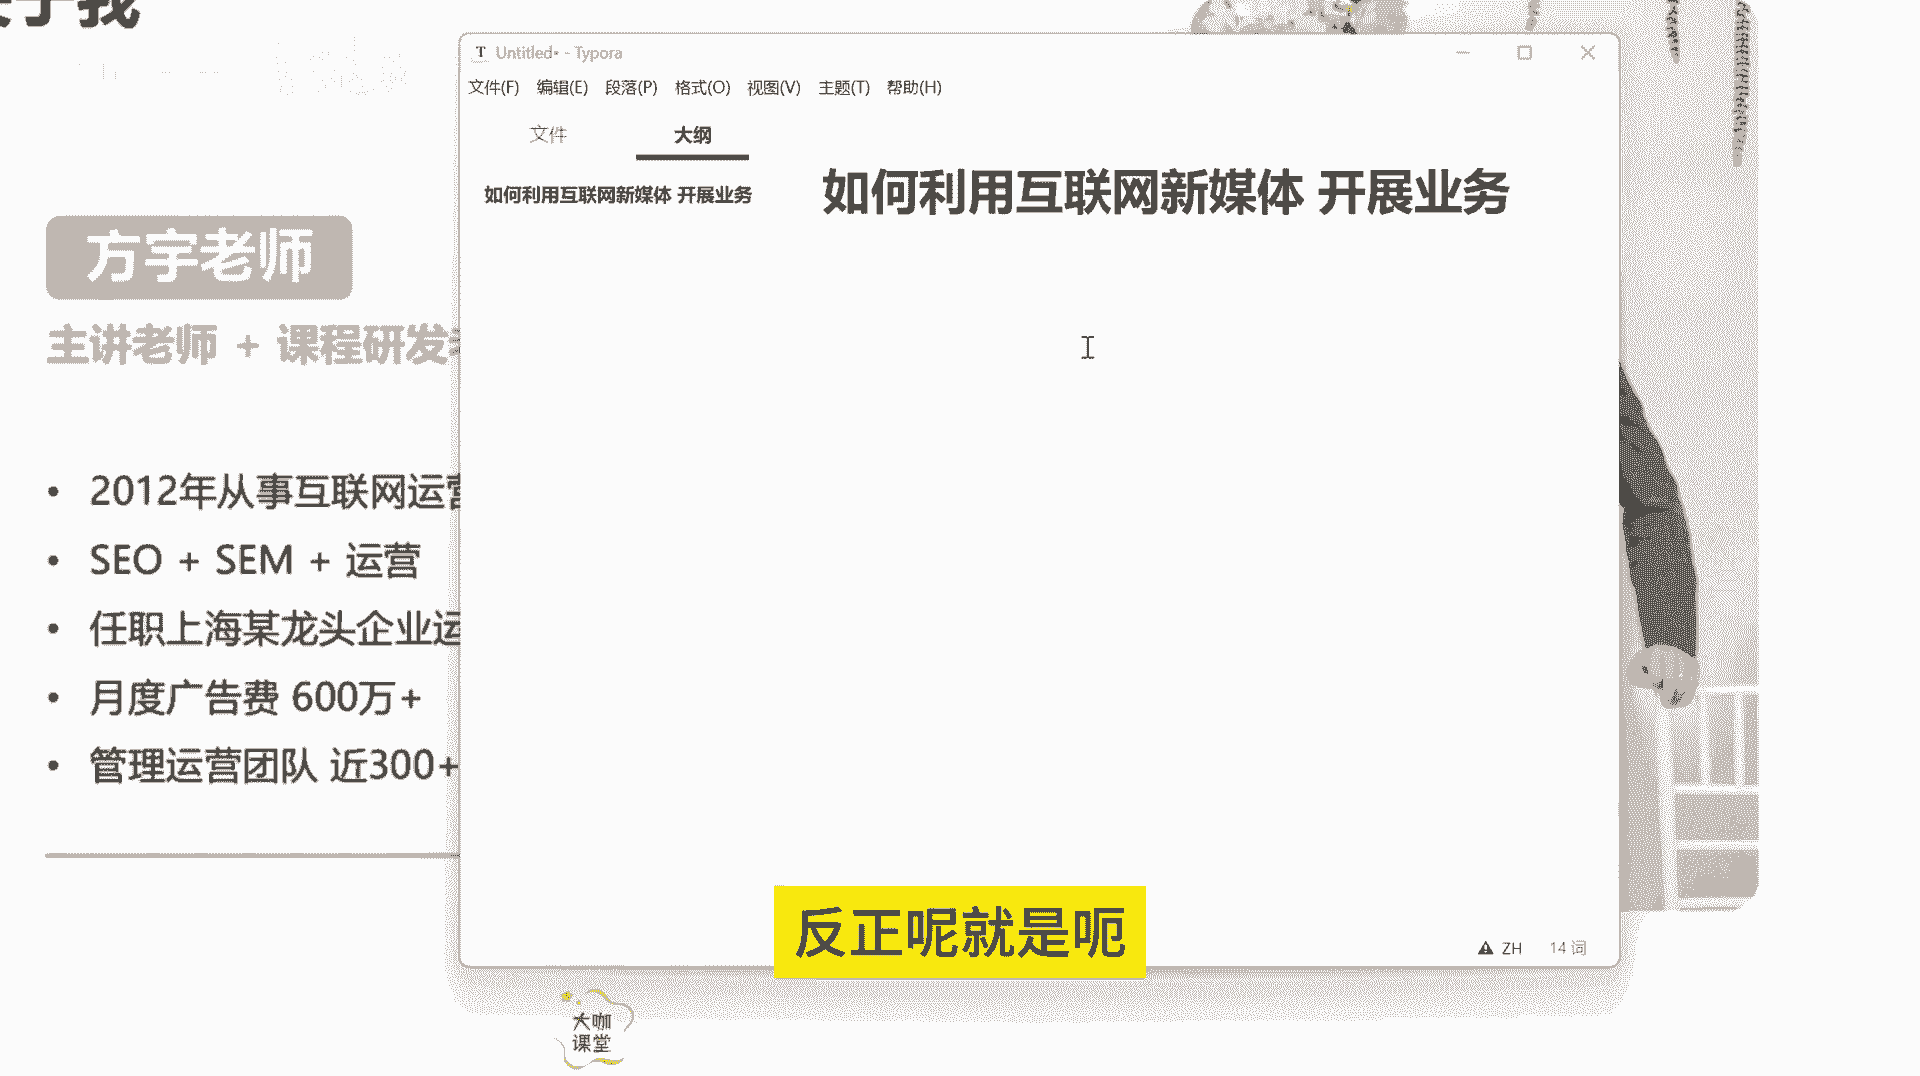 Untitled• - Typora
文件(F) 编辑(E) 段落(P) 格式(O) 视图(V) 主题(T) 帮助(H)
文件 大纲
如何利用互联网新媒体 开展业务
如何利用互联网新媒体 开展业务
方宇老师
主讲老师 + 课程研发
• 2012年从事互联网运营
• SEO + SEM + 运营
• 任职上海某龙头企业运
• 月度广告费 600万+
• 管理运营团队 近300+
反正呢就是呃
ZH 14 词
大咖
课堂